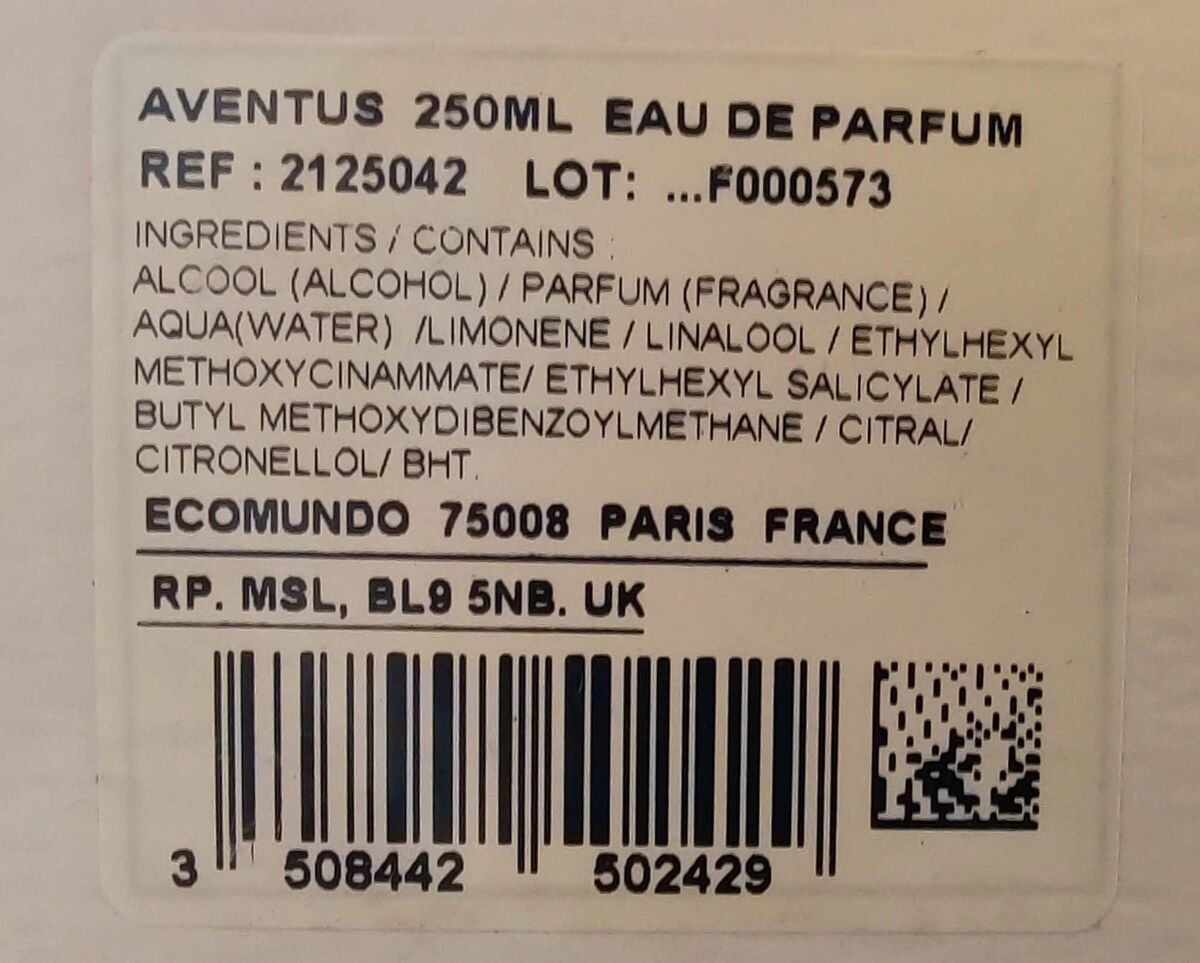 AVENTUS 250ML EAU DE PARFUM
REF : 2125042 LOT: ...F000573
INGREDIENTS / CONTAINS :
ALCOOL (ALCOHOL) / PARFUM (FRAGRANCE) /
AQUA(WATER) /LIMONENE / LINALOOL / ETHYLHEXYL
METHOXYCINAMMATE/ ETHYLHEXYL SALICYLATE /
BUTYL METHOXYDIBENZOYLMETHANE / CITRAL/
CITRONELLOL/ BHT.
ECOMUNDO 75008 PARIS FRANCE
RP. MSL, BL9 5NB. UK
3 508442 502429